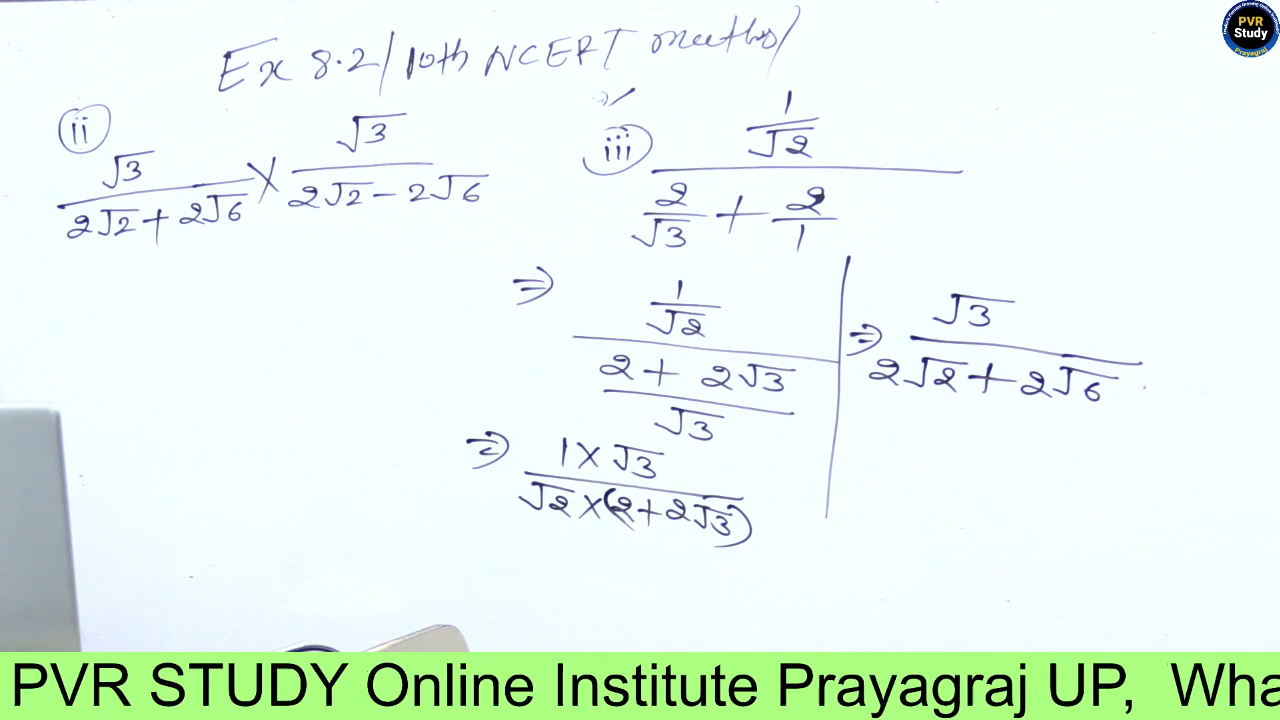 Ex 8.2/10th NCERT maths/
PVR
Study
Prayagraj
ii
√3/(2√2+2√6) × √3/(2√2-2√6)
iii
(1/√2)/(2/√3 + 2/1)
⇒ (1/√2)/((2+2√3)/√3)
⇒ (1×√3)/(√2×(2+2√3))
⇒ √3/(2√2+2√6)
PVR STUDY Online Institute Prayagraj UP, Wha